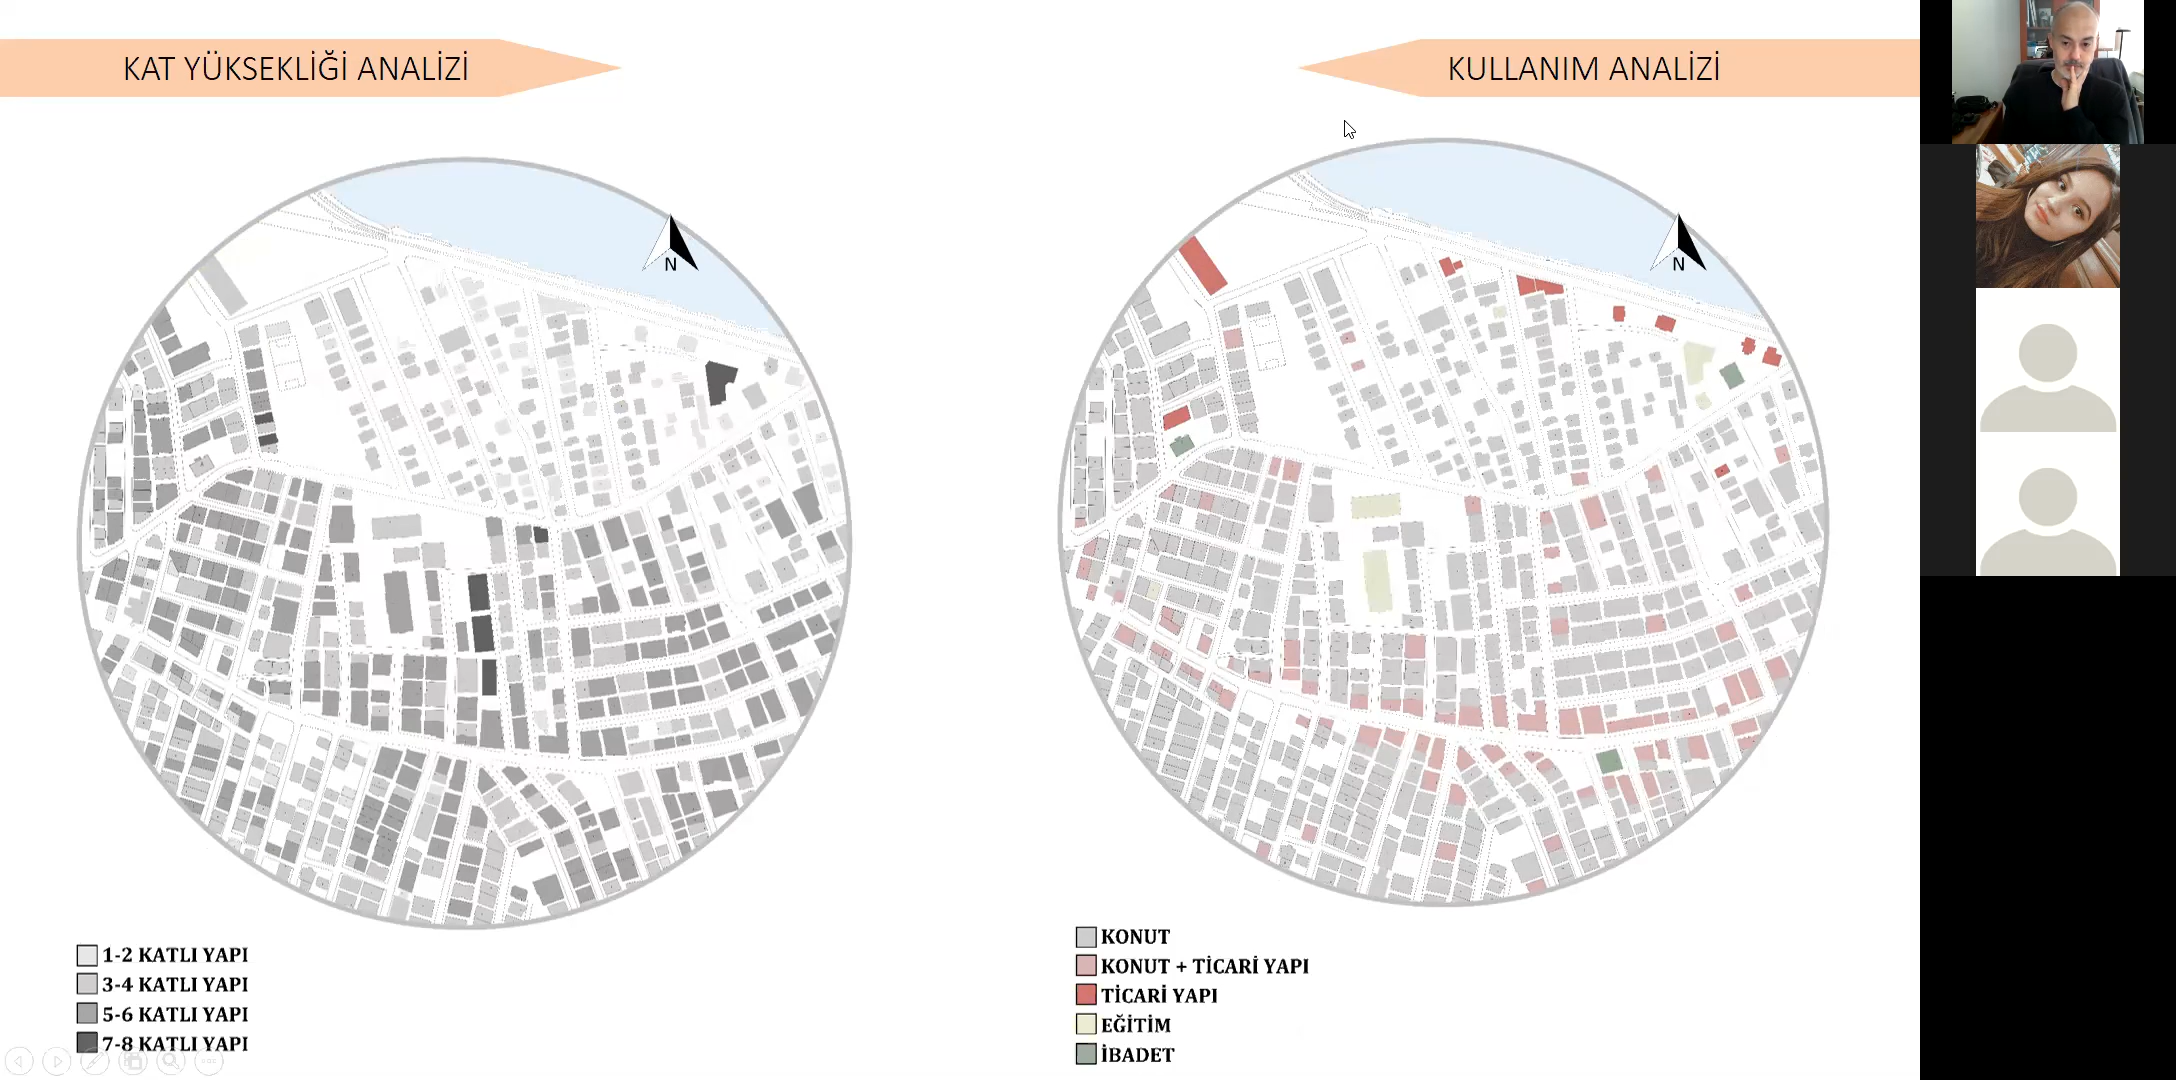 KAT YÜKSEKLİĞİ ANALİZİ
KULLANIM ANALİZİ
N
N
1-2 KATLI YAPI
3-4 KATLI YAPI
5-6 KATLI YAPI
7-8 KATLI YAPI
KONUT
KONUT + TİCARİ YAPI
TİCARİ YAPI
EĞİTİM
İBADET